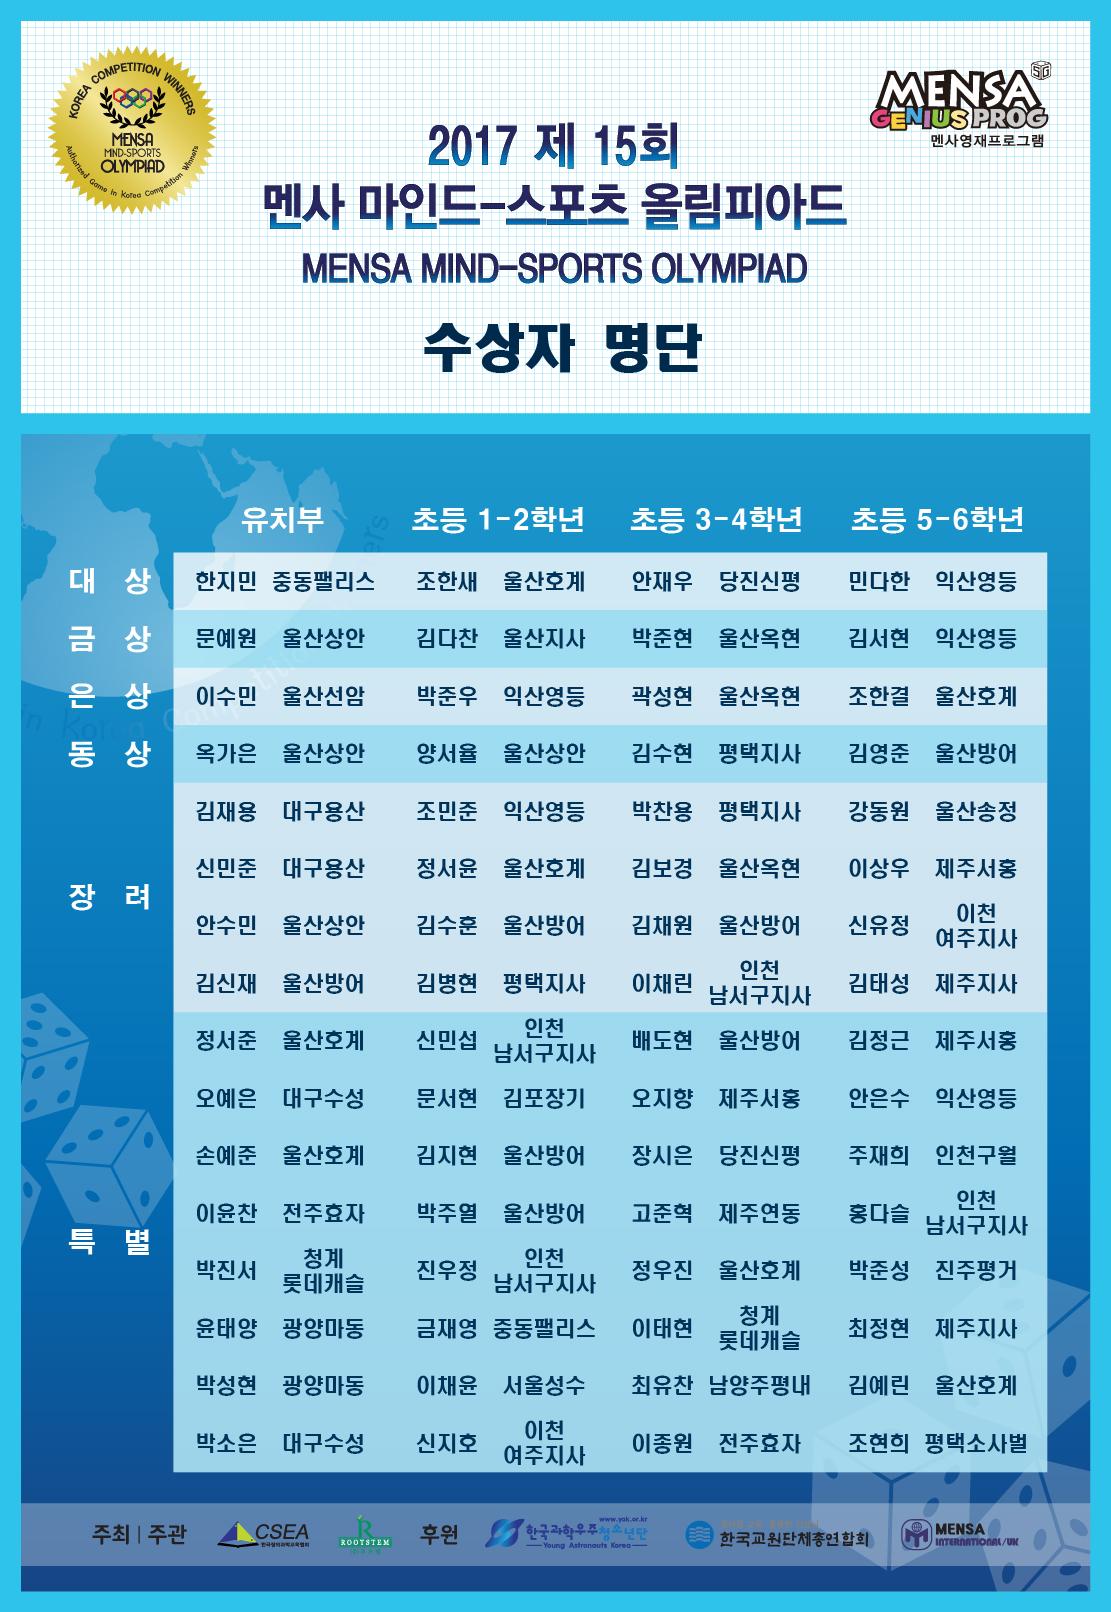 KOREA COMPETITION WINNERS
MENSA
MIND-SPORTS
OLYMPIAD
Authorized Game in Korea Competition Winners
MENSA
GENIUS PROG
멘사영재프로그램
2017 제 15회
멘사 마인드-스포츠 올림피아드
MENSA MIND-SPORTS OLYMPIAD
수상자 명단
유치부 초등 1-2학년 초등 3-4학년 초등 5-6학년
대 상 한지민 중동팰리스 조한새 울산호계 안재우 당진신평 민다한 익산영등
금 상 문예원 울산상안 김다찬 울산지사 박준현 울산옥현 김서현 익산영등
은 상 이수민 울산선암 박준우 익산영등 곽성현 울산옥현 조한결 울산호계
동 상 옥가은 울산상안 양서율 울산상안 김수현 평택지사 김영준 울산방어
김재용 대구용산 조민준 익산영등 박찬용 평택지사 강동원 울산송정
신민준 대구용산 정서윤 울산호계 김보경 울산옥현 이상우 제주서홍
장 려
안수민 울산상안 김수훈 울산방어 김채원 울산방어 신유정 이천
여주지사
김신재 울산방어 김병현 평택지사 이채린 인천
남서구지사 김태성 제주지사
정서준 울산호계 신민섭 인천
남서구지사 배도현 울산방어 김정근 제주서홍
오예은 대구수성 문서현 김포장기 오지향 제주서홍 안은수 익산영등
손예준 울산호계 김지현 울산방어 장시은 당진신평 주재희 인천구월
이윤찬 전주효자 박주열 울산방어 고준혁 제주연동 홍다슬 인천
남서구지사
특 별
박진서 청계
롯데캐슬 진우정 인천
남서구지사 정우진 울산호계 박준성 진주평거
윤태양 광양마동 금재영 중동팰리스 이태현 청계
롯데캐슬 최정현 제주지사
박성현 광양마동 이채윤 서울성수 최유찬 남양주평내 김예린 울산호계
박소은 대구수성 신지호 이천
여주지사 이종원 전주효자 조현희 평택소사벌
in Korea Competition Winners
주최 | 주관 CSEA
한국창의과학교육협회
ROOTSTEM
후원
www.yak.or.kr
한국과학우주청소년단
Young Astronauts Korea
한국교원단체총연합회
MENSA
INTERNATIONAL/UK